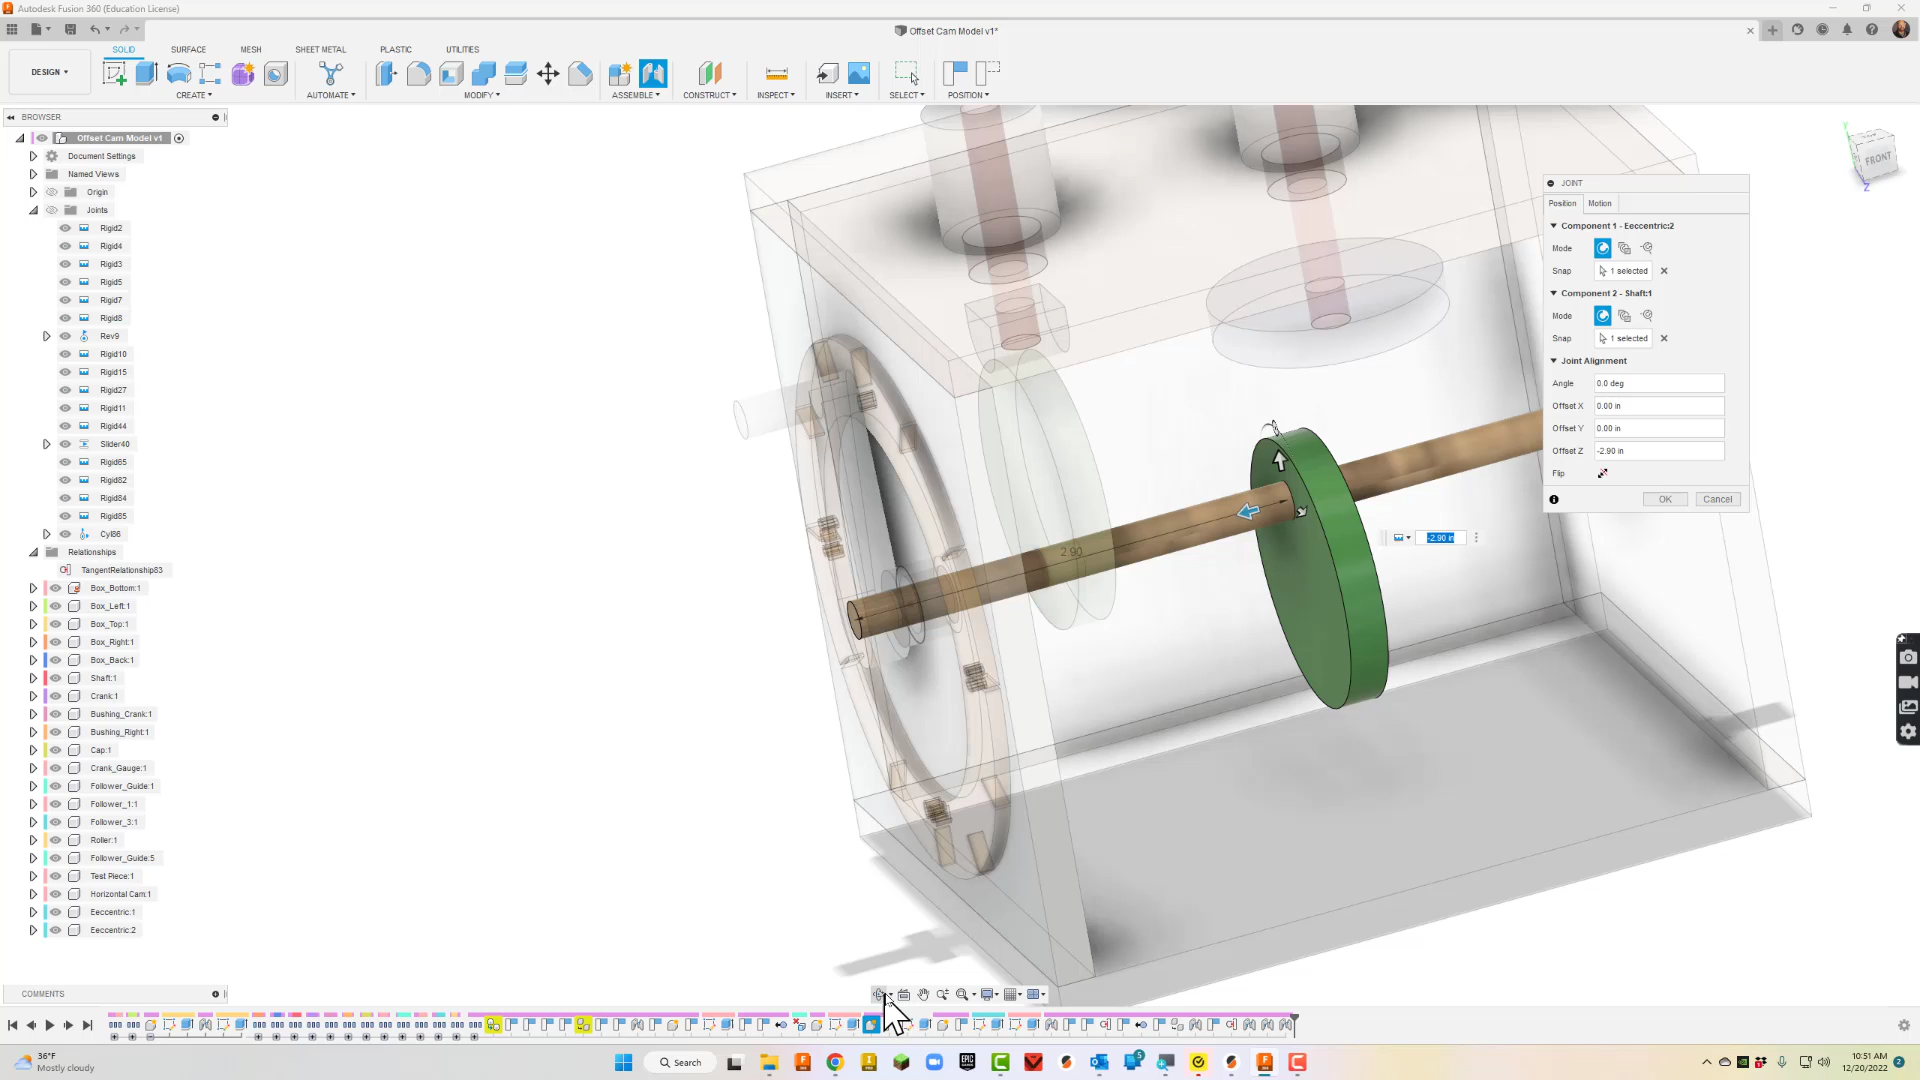 Autodesk Fusion 360 (Education License)
Offset Cam Model v1*
SOLID SURFACE MESH SHEET METAL PLASTIC UTILITIES
DESIGN
CREATE AUTOMATE MODIFY ASSEMBLE CONSTRUCT INSPECT INSERT SELECT POSITION
BROWSER
Offset Cam Model v1
Document Settings
Named Views
Origin
Joints
Rigid2
Rigid4
Rigid3
Rigid5
Rigid7
Rigid8
Rev9
Rigid10
Rigid15
Rigid27
Rigid11
Rigid44
Slider40
Rigid65
Rigid82
Rigid84
Rigid85
Cyl86
Relationships
TangentRelationship83
Box_Bottom:1
Box_Left:1
Box_Top:1
Box_Right:1
Box_Back:1
Shaft:1
Crank:1
Bushing_Crank:1
Bushing_Right:1
Cap:1
Crank_Gauge:1
Follower_Guide:1
Follower_1:1
Follower_3:1
Roller:1
Follower_Guide:5
Test Piece:1
Horizontal Cam:1
Eeccentric:1
Eeccentric:2
COMMENTS
2.90
-2.90 in
Y
Z
TOP
FRONT
JOINT
Position Motion
Component 1 - Eeccentric:2
Mode
Snap 1 selected
Component 2 - Shaft:1
Mode
Snap 1 selected
Joint Alignment
Angle 0.0 deg
Offset X 0.00 in
Offset Y 0.00 in
Offset Z -2.90 in
Flip
OK Cancel
36°F
Mostly cloudy
Search
EPIC
5
10:51 AM
12/20/2022
2